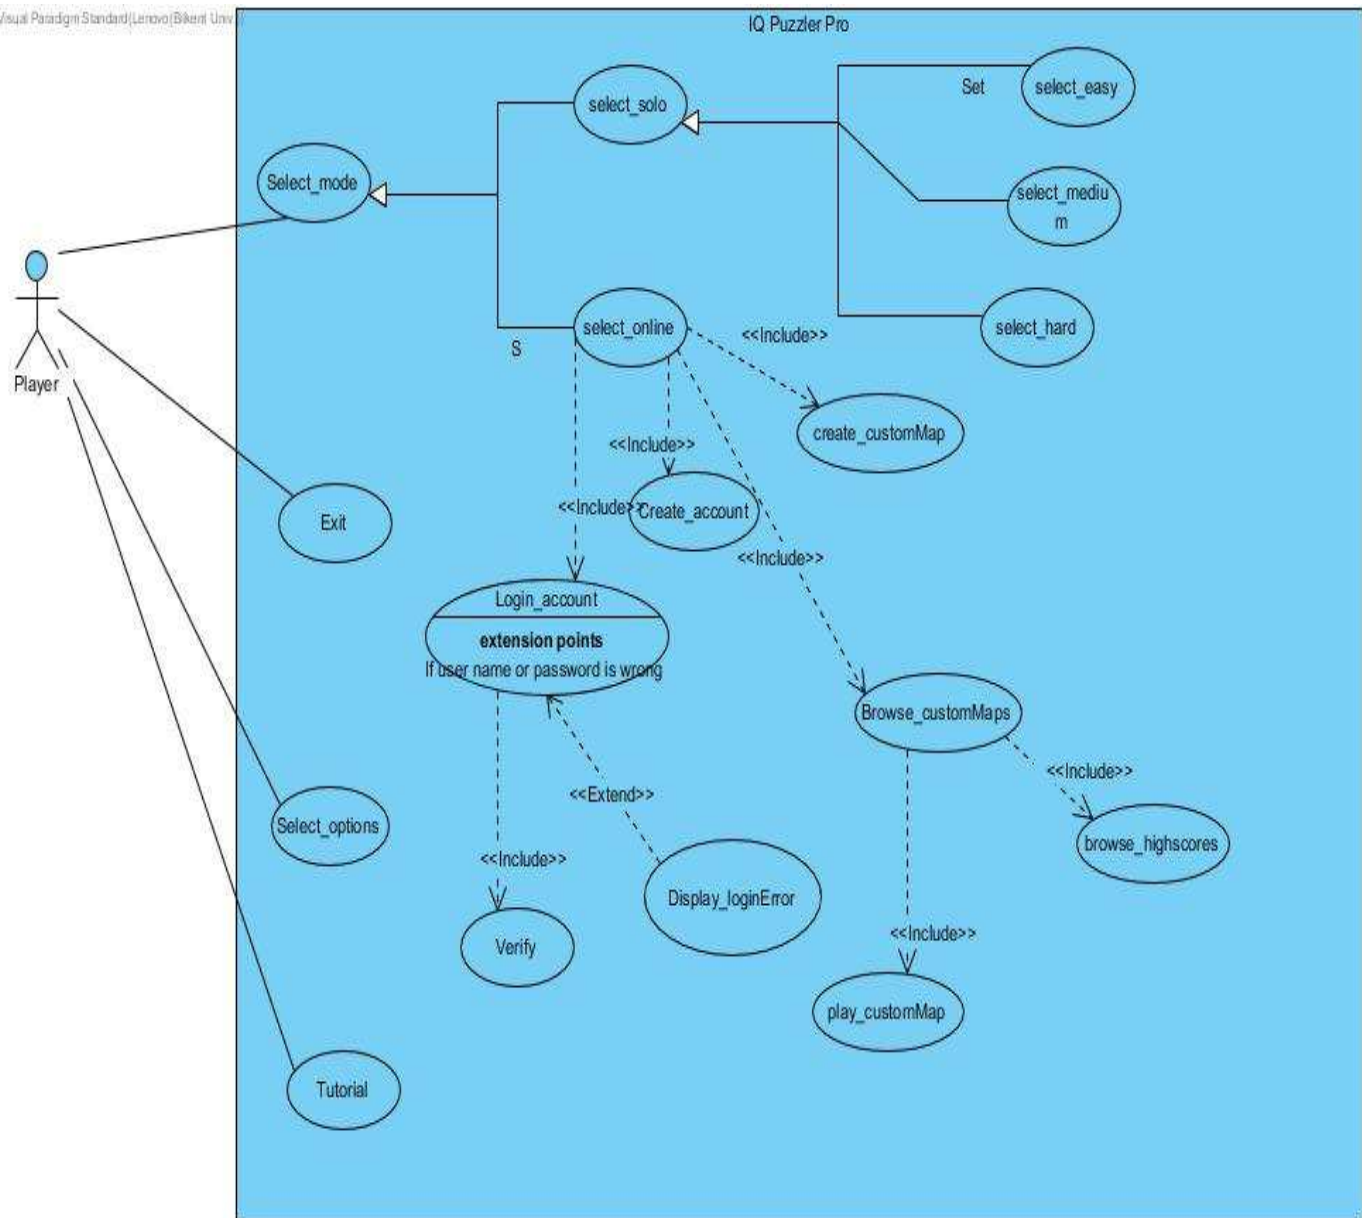 Visual Paradigm Standard(Lenovo(Bilkent Univ.
IQ Puzzler Pro
select_solo
Set
select_easy
Select_mode
select_mediu
m
select_online
<<Include>>
select_hard
S
Player
create_customMap
<<Include>>
<<Include>>
Create_account
Exit
<<Include>>
Login_account
extension points
If user name or password is wrong
Browse_customMaps
<<Include>>
<<Extend>>
Select_options
browse_highscores
<<Include>>
Display_loginError
<<Include>>
Verify
play_customMap
Tutorial